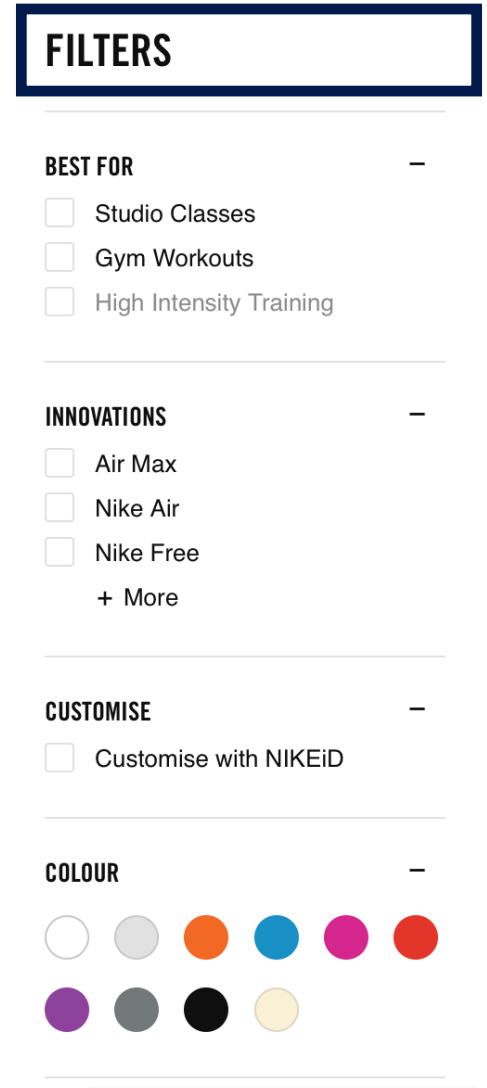 FILTERS
BEST FOR
Studio Classes
Gym Workouts
High Intensity Training
INNOVATIONS
Air Max
Nike Air
Nike Free
+ More
CUSTOMISE
Customise with NIKEiD
COLOUR